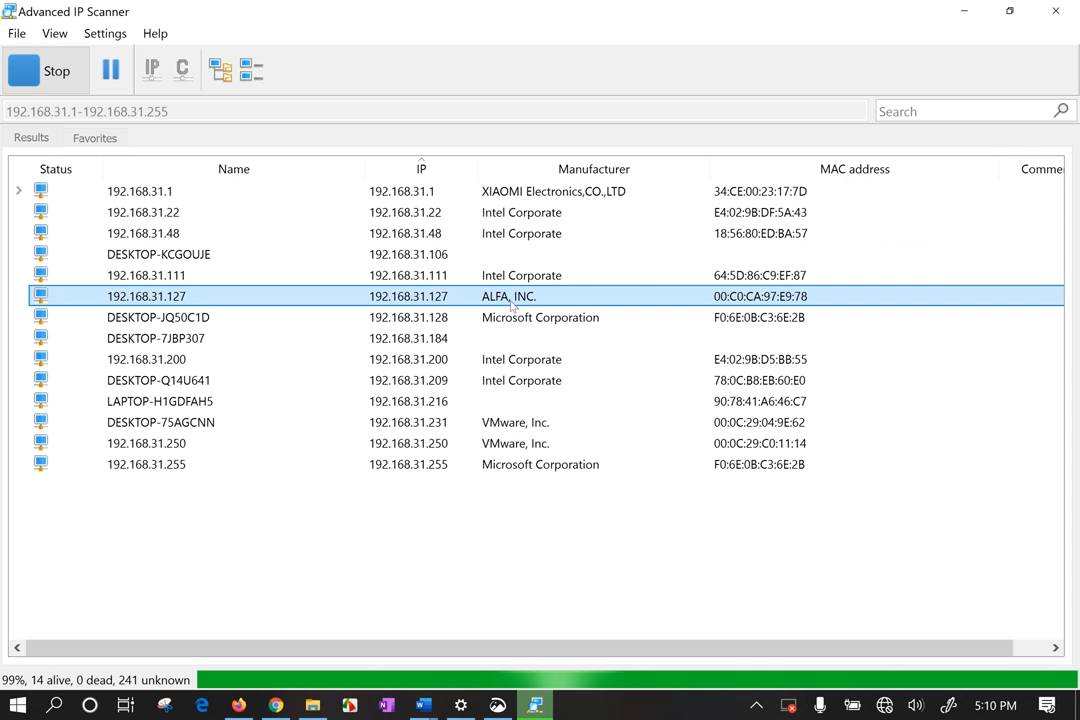 Advanced IP Scanner
File View Settings Help
Stop IP C
192.168.31.1-192.168.31.255 Search
Results Favorites
Status Name IP Manufacturer MAC address Comme
192.168.31.1 192.168.31.1 XIAOMI Electronics,CO.,LTD 34:CE:00:23:17:7D
192.168.31.22 192.168.31.22 Intel Corporate E4:02:9B:DF:5A:43
192.168.31.48 192.168.31.48 Intel Corporate 18:56:80:ED:BA:57
DESKTOP-KCGOUJE 192.168.31.106
192.168.31.111 192.168.31.111 Intel Corporate 64:5D:86:C9:EF:87
192.168.31.127 192.168.31.127 ALFA, INC. 00:C0:CA:97:E9:78
DESKTOP-JQ50C1D 192.168.31.128 Microsoft Corporation F0:6E:0B:C3:6E:2B
DESKTOP-7JBP307 192.168.31.184
192.168.31.200 192.168.31.200 Intel Corporate E4:02:9B:D5:BB:55
DESKTOP-Q14U641 192.168.31.209 Intel Corporate 78:0C:B8:EB:60:E0
LAPTOP-H1GDFAH5 192.168.31.216 90:78:41:A6:46:C7
DESKTOP-75AGCNN 192.168.31.231 VMware, Inc. 00:0C:29:04:9E:62
192.168.31.250 192.168.31.250 VMware, Inc. 00:0C:29:C0:11:14
192.168.31.255 192.168.31.255 Microsoft Corporation F0:6E:0B:C3:6E:2B
99%, 14 alive, 0 dead, 241 unknown
5:10 PM